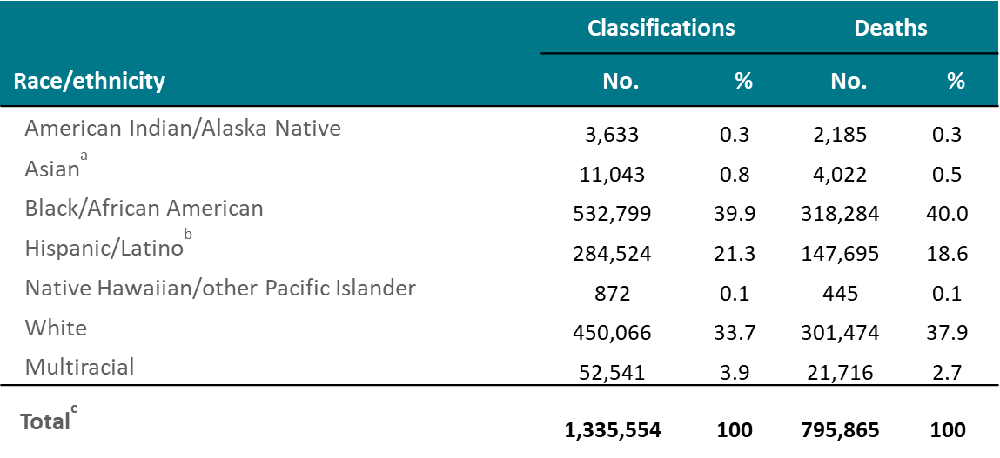 Classifications Deaths
Race/ethnicity No. % No. %
American Indian/Alaska Native 3,633 0.3 2,185 0.3
Asiana 11,043 0.8 4,022 0.5
Black/African American 532,799 39.9 318,284 40.0
Hispanic/Latinob 284,524 21.3 147,695 18.6
Native Hawaiian/other Pacific Islander 872 0.1 445 0.1
White 450,066 33.7 301,474 37.9
Multiracial 52,541 3.9 21,716 2.7
Totalc 1,335,554 100 795,865 100